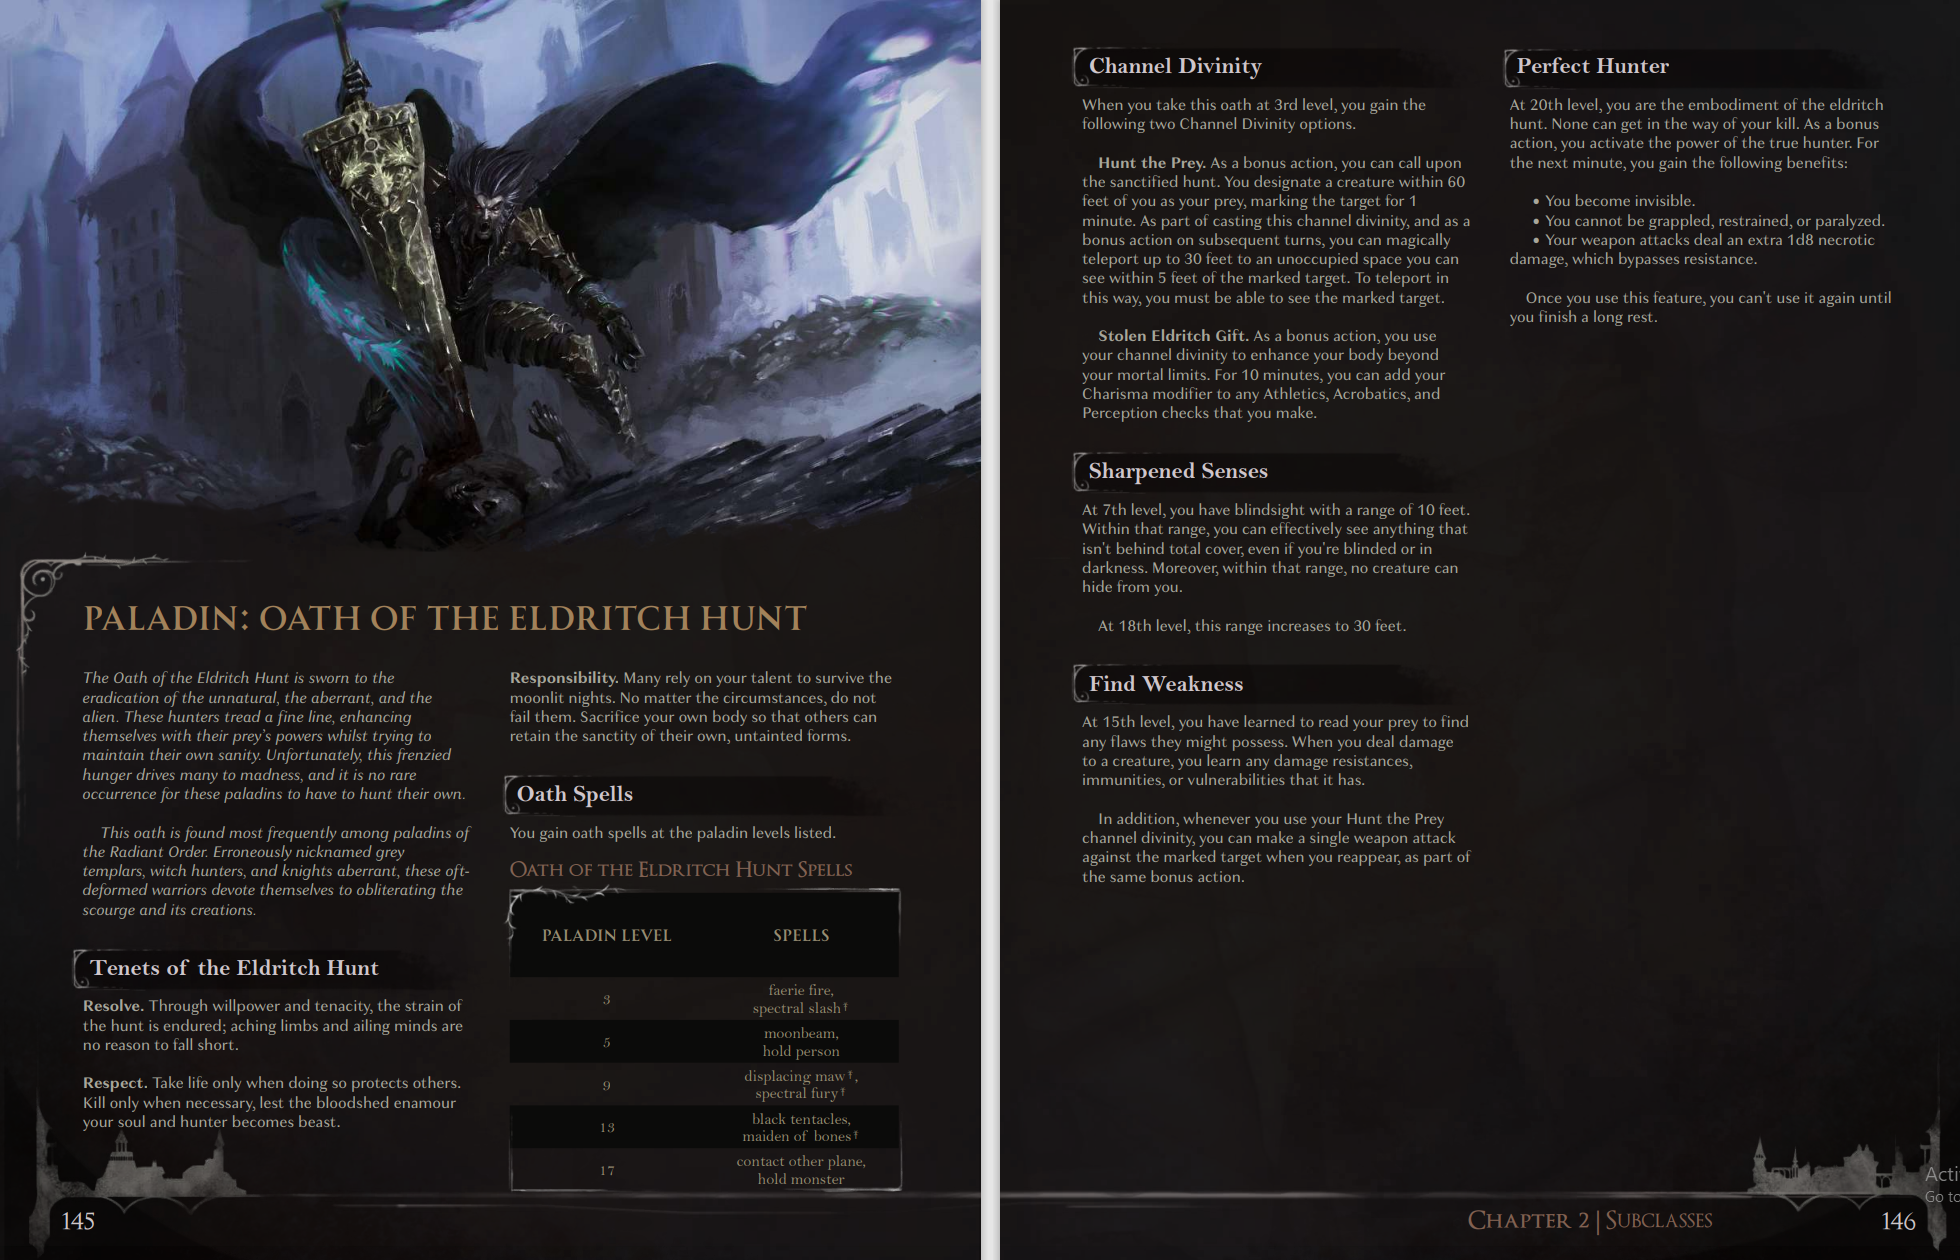 PALADIN: OATH OF THE ELDRITCH HUNT
The Oath of the Eldritch Hunt is sworn to the
eradication of the unnatural, the aberrant, and the
alien. These hunters tread a fine line, enhancing
themselves with their prey's powers whilst trying to
maintain their own sanity. Unfortunately, this frenzied
hunger drives many to madness, and it is no rare
occurrence for these paladins to have to hunt their own.
This oath is found most frequently among paladins of
the Radiant Order. Erroneously nicknamed grey
templars, witch hunters, and knights aberrant, these oft-
deformed warriors devote themselves to obliterating the
scourge and its creations.
Tenets of the Eldritch Hunt
Resolve. Through willpower and tenacity, the strain of
the hunt is endured; aching limbs and ailing minds are
no reason to fall short.
Respect. Take life only when doing so protects others.
Kill only when necessary, lest the bloodshed enamour
your soul and hunter becomes beast.
Responsibility. Many rely on your talent to survive the
moonlit nights. No matter the circumstances, do not
fail them. Sacrifice your own body so that others can
retain the sanctity of their own, untainted forms.
Oath Spells
You gain oath spells at the paladin levels listed.
OATH OF THE ELDRITCH HUNT SPELLS
PALADIN LEVEL SPELLS
3 faerie fire,
spectral slash†
5 moonbeam,
hold person
9 displacing maw†,
spectral fury†
13 black tentacles,
maiden of bones†
17 contact other plane,
hold monster
145
Channel Divinity
When you take this oath at 3rd level, you gain the
following two Channel Divinity options.
Hunt the Prey. As a bonus action, you can call upon
the sanctified hunt. You designate a creature within 60
feet of you as your prey, marking the target for 1
minute. As part of casting this channel divinity, and as a
bonus action on subsequent turns, you can magically
teleport up to 30 feet to an unoccupied space you can
see within 5 feet of the marked target. To teleport in
this way, you must be able to see the marked target.
Stolen Eldritch Gift. As a bonus action, you use
your channel divinity to enhance your body beyond
your mortal limits. For 10 minutes, you can add your
Charisma modifier to any Athletics, Acrobatics, and
Perception checks that you make.
Sharpened Senses
At 7th level, you have blindsight with a range of 10 feet.
Within that range, you can effectively see anything that
isn't behind total cover, even if you're blinded or in
darkness. Moreover, within that range, no creature can
hide from you.
At 18th level, this range increases to 30 feet.
Find Weakness
At 15th level, you have learned to read your prey to find
any flaws they might possess. When you deal damage
to a creature, you learn any damage resistances,
immunities, or vulnerabilities that it has.
In addition, whenever you use your Hunt the Prey
channel divinity, you can make a single weapon attack
against the marked target when you reappear, as part of
the same bonus action.
Perfect Hunter
At 20th level, you are the embodiment of the eldritch
hunt. None can get in the way of your kill. As a bonus
action, you activate the power of the true hunter. For
the next minute, you gain the following benefits:
• You become invisible.
• You cannot be grappled, restrained, or paralyzed.
• Your weapon attacks deal an extra 1d8 necrotic
damage, which bypasses resistance.
Once you use this feature, you can't use it again until
you finish a long rest.
Acti
Go to
CHAPTER 2 | SUBCLASSES
146